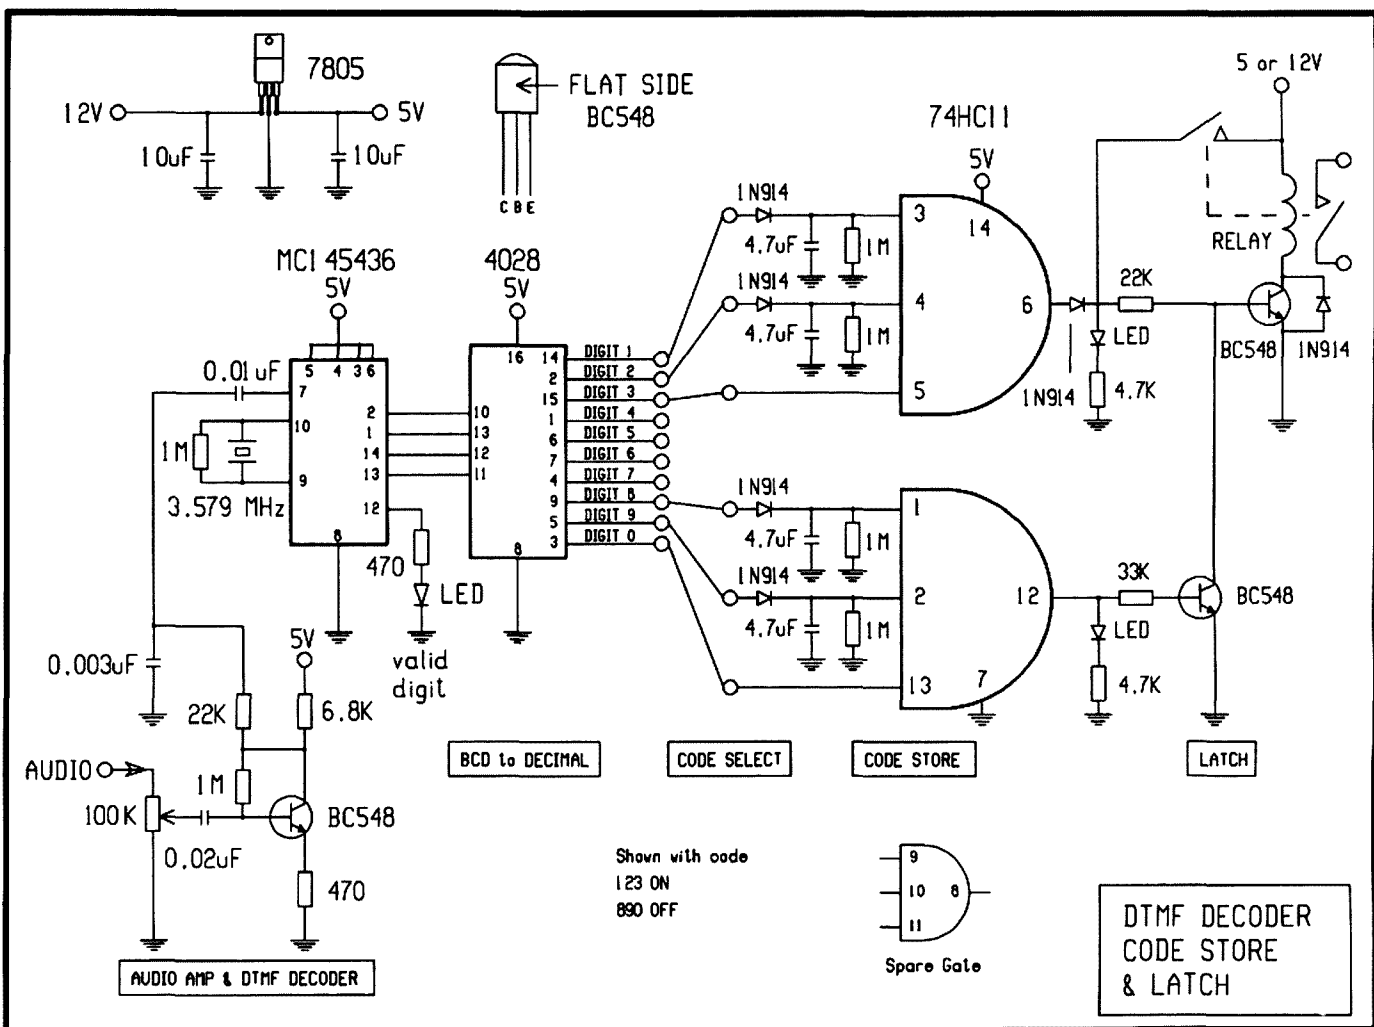 7805
12V
5V
10uF
10uF
FLAT SIDE
BC548
C B E
74HC11
5V
14
5 or 12V
RELAY
MC145436
5V
5 4 3 6
7
10
9
8
2
1
14
13
12
0.01uF
1M
3.579 MHz
470
LED
valid
digit
4028
5V
16
10
13
12
11
8
14 DIGIT 1
2 DIGIT 2
15 DIGIT 3
1 DIGIT 4
6 DIGIT 5
7 DIGIT 6
4 DIGIT 7
9 DIGIT 8
5 DIGIT 9
3 DIGIT 0
1N914
4.7uF
1M
3
1N914
4.7uF
1M
4
5
6
1N914
22K
LED
4.7K
BC548
1N914
1N914
4.7uF
1M
1
1N914
4.7uF
1M
2
13
7
12
33K
LED
4.7K
BC548
0.003uF
22K
5V
6.8K
AUDIO
100K
1M
0.02uF
BC548
470
BCD to DECIMAL
CODE SELECT
CODE STORE
LATCH
AUDIO AMP & DTMF DECODER
Shown with code
123 ON
890 OFF
9
10
11
8
Spare Gate
DTMF DECODER
CODE STORE
& LATCH